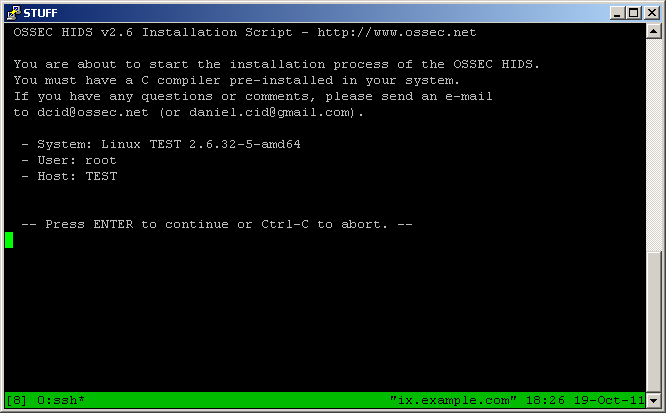 STUFF
OSSEC HIDS v2.6 Installation Script - http://www.ossec.net
You are about to start the installation process of the OSSEC HIDS.
You must have a C compiler pre-installed in your system.
If you have any questions or comments, please send an e-mail
to dcid@ossec.net (or daniel.cid@gmail.com).
- System: Linux TEST 2.6.32-5-amd64
- User: root
- Host: TEST
-- Press ENTER to continue or Ctrl-C to abort. --
[8] 0:ssh* "ix.example.com" 18:26 19-Oct-11